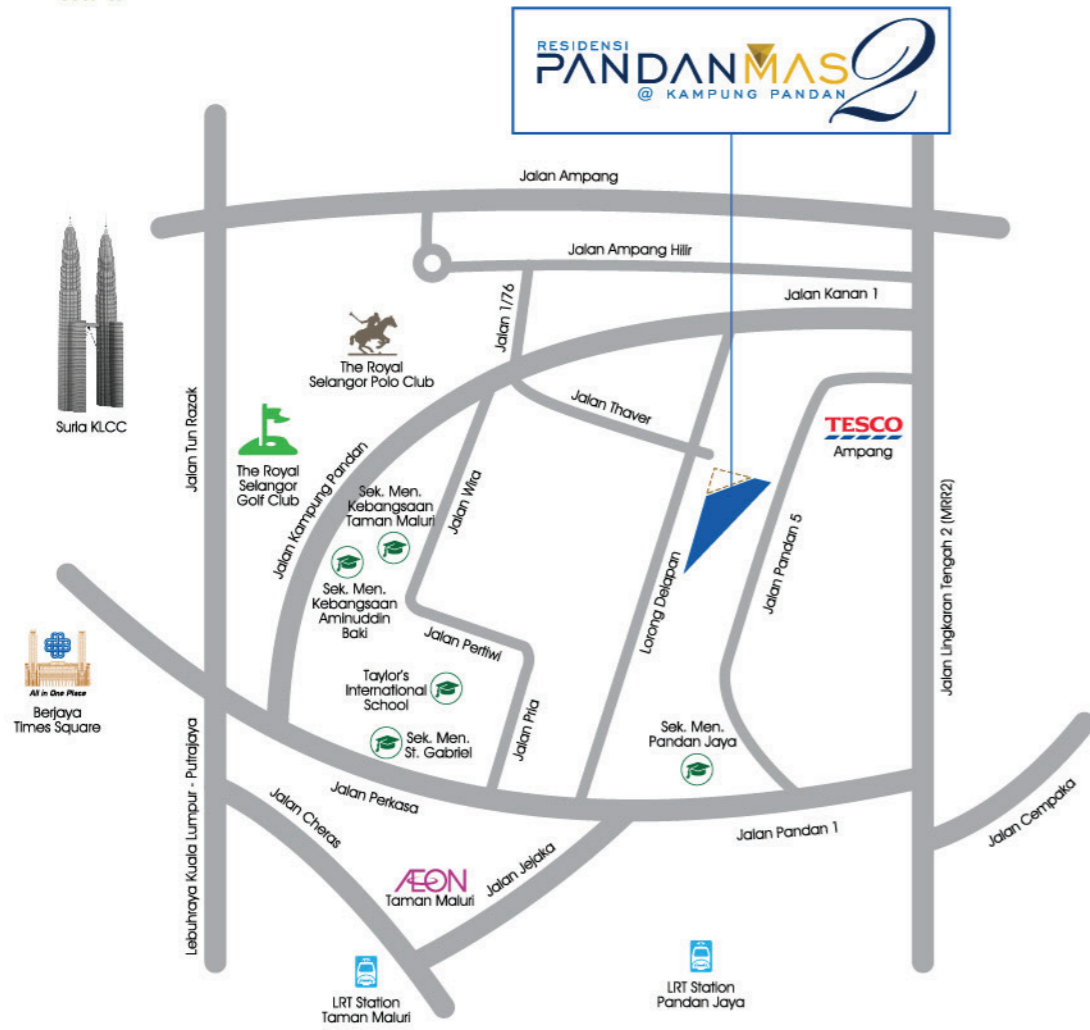 RESIDENSI
PANDANMAS 2
@ KAMPUNG PANDAN
Jalan Ampang
Jalan Ampang Hilir
Jalan Kanan 1
Jalan 1/76
The Royal
Selangor Polo Club
Suria KLCC
Jalan Tun Razak
Jalan Thaver
TESCO
Ampang
The Royal
Selangor
Golf Club
Jalan Kampung Pandan
Sek. Men.
Kebangsaan
Taman Maluri
Jalan Wira
Sek. Men.
Kebangsaan
Aminuddin
Baki
Lorong Delapan
Jalan Pandan 5
Jalan Lingkaran Tengah 2 (MRR2)
Jalan Pertiwi
All in One Place
Berjaya
Times Square
Taylor's
International
School
Jalan Pria
Sek. Men.
St. Gabriel
Sek. Men.
Pandan Jaya
Lebuhraya Kuala Lumpur - Putrajaya
Jalan Perkasa
Jalan Cheras
Jalan Pandan 1
Jalan Cempaka
AEON
Taman Maluri
Jalan Jejaka
LRT Station
Taman Maluri
LRT Station
Pandan Jaya